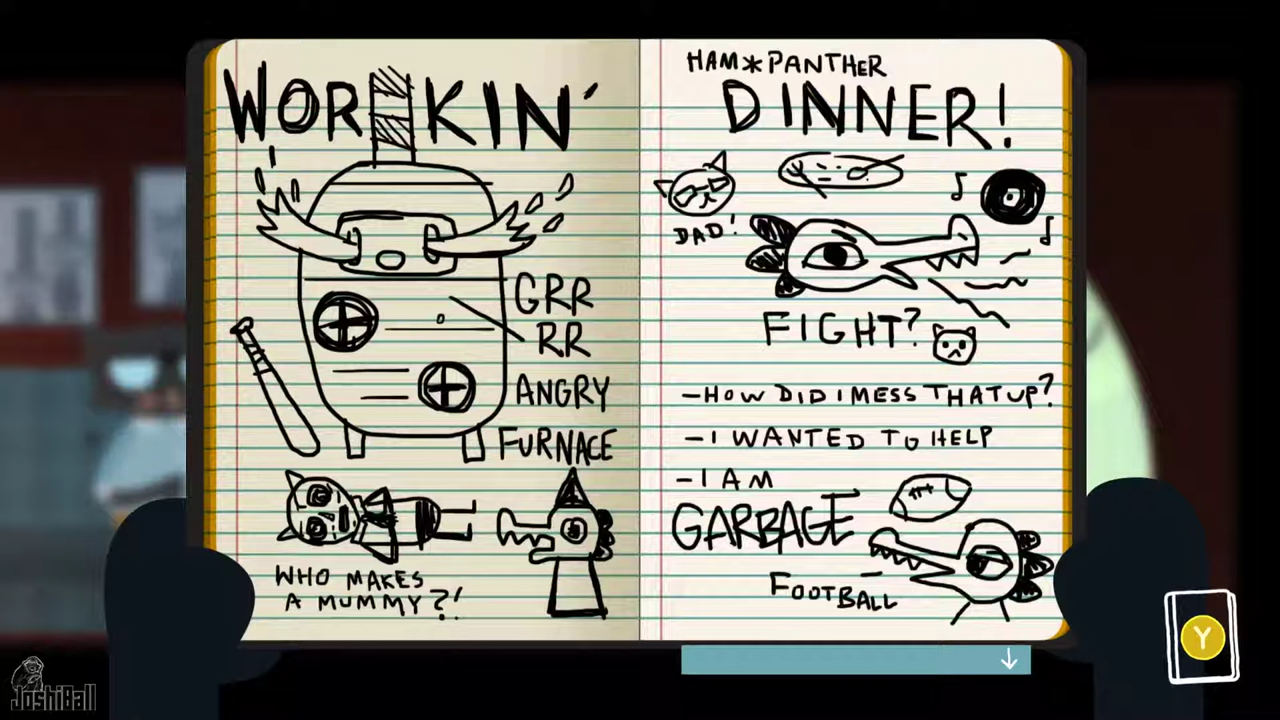 WORKIN'
GRR
RR
ANGRY
FURNACE
WHO MAKES
A MUMMY?!
HAM*PANTHER
DINNER!
DAD!
FIGHT?
-HOW DID I MESS THAT UP?
-I WANTED TO HELP
-I AM
GARBAGE
FOOTBALL
Y
JOSHIBALL